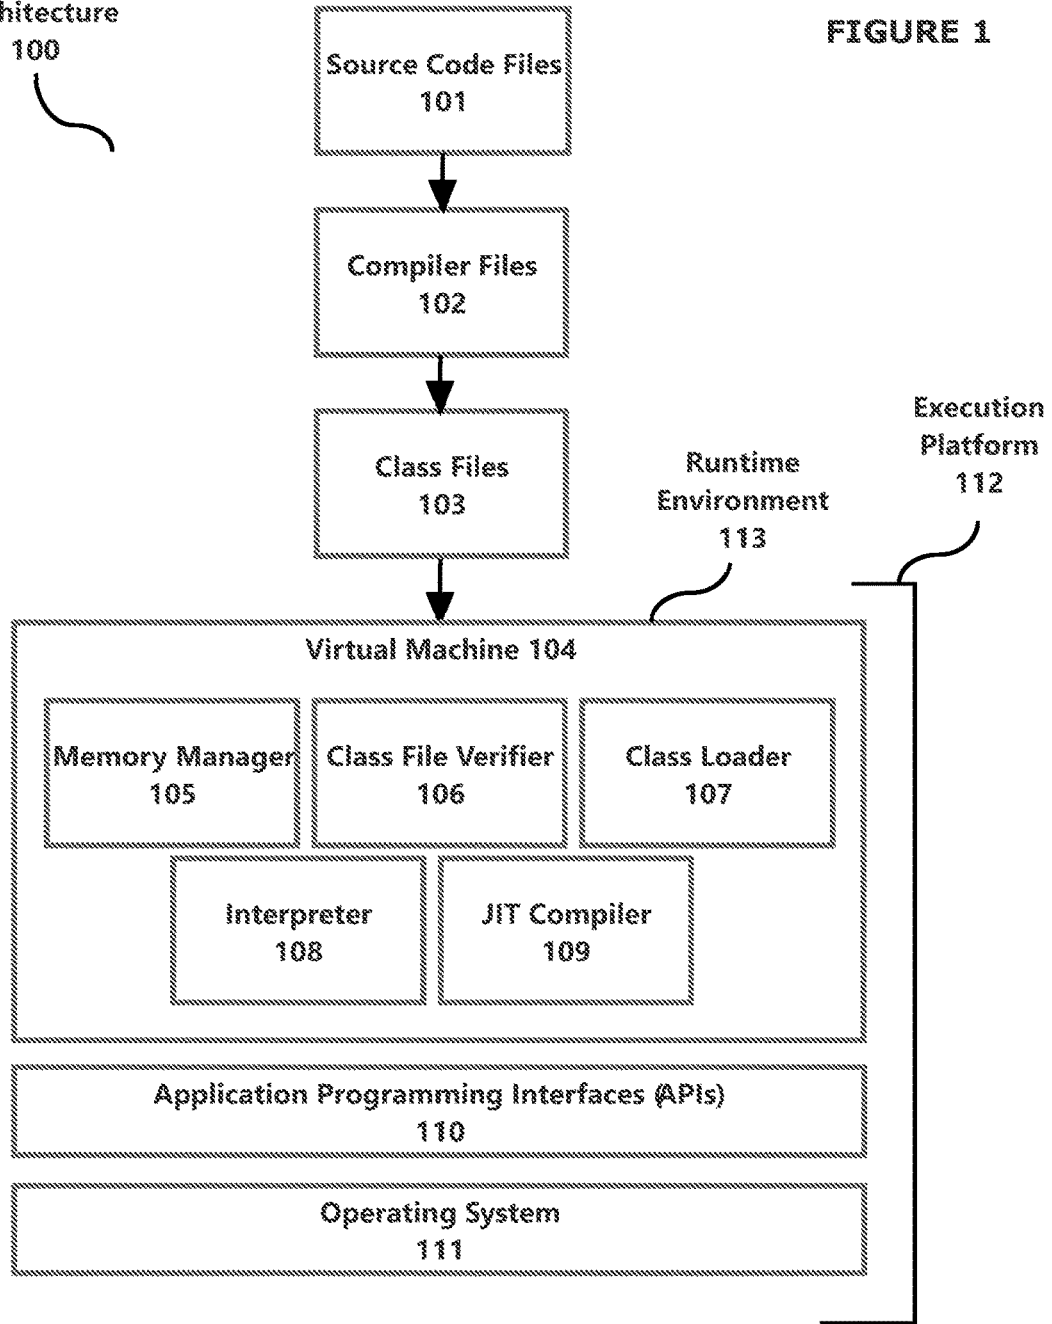 hitecture
100
FIGURE 1
Source Code Files
101
Compiler Files
102
Class Files
103
Execution
Platform
112
Runtime
Environment
113
Virtual Machine 104
Memory Manager
105
Class File Verifier
106
Class Loader
107
Interpreter
108
JIT Compiler
109
Application Programming Interfaces (APIs)
110
Operating System
111